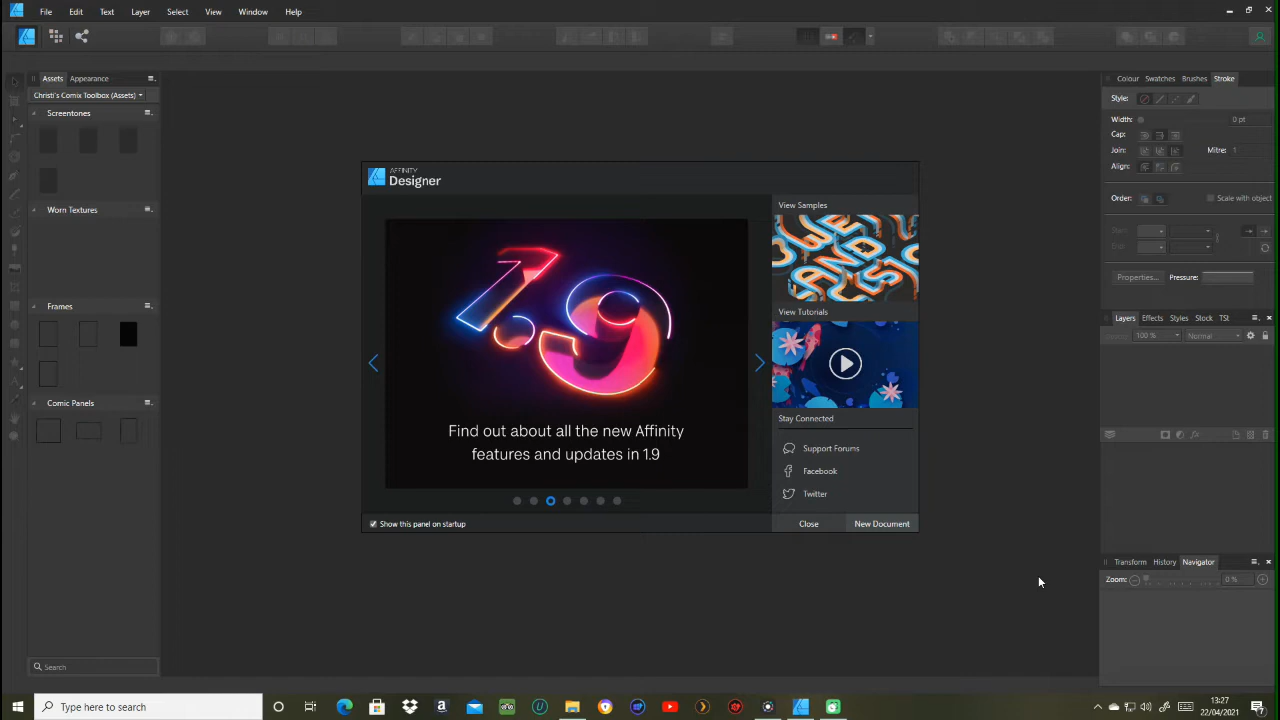 File Edit Text Layer Select View Window Help
Assets Appearance
Christi's Comix Toolbox (Assets)
Screentones
Worn Textures
Frames
Comic Panels
Search
AFFINITY
Designer
1.9
Find out about all the new Affinity
features and updates in 1.9
Show this panel on startup
View Samples
View Tutorials
Stay Connected
Support Forums
Facebook
Twitter
Close New Document
Colour Swatches Brushes Stroke
Style:
Width: 0 pt
Cap:
Join: Mitre: 1
Align:
Order: Scale with object
Start:
End:
Properties... Pressure:
Layers Effects Styles Stock TSt
100 % Normal
Transform History Navigator
Zoom: 0 %
Type here to search
13:27
22/04/2021